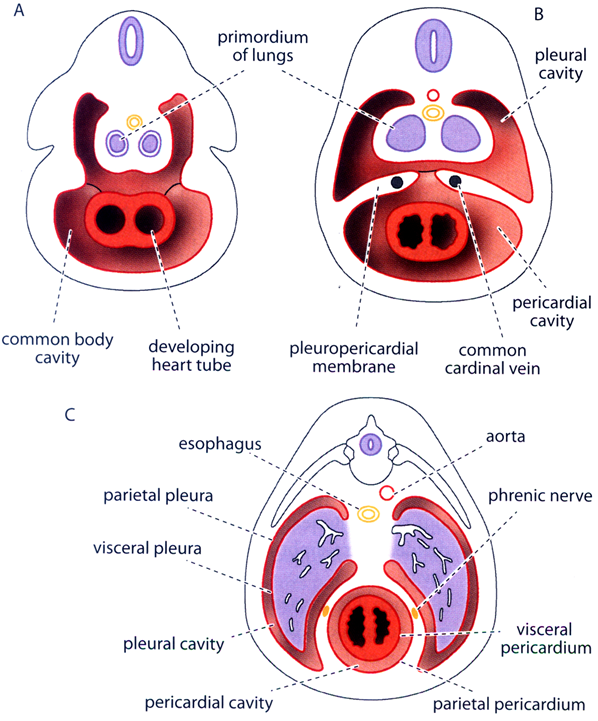 A
primordium
of lungs
B
pleural
cavity
common body
cavity
developing
heart tube
pleuropericardial
membrane
common
cardinal vein
pericardial
cavity
C
esophagus
aorta
parietal pleura
phrenic nerve
visceral pleura
pleural cavity
visceral
pericardium
pericardial cavity
parietal pericardium